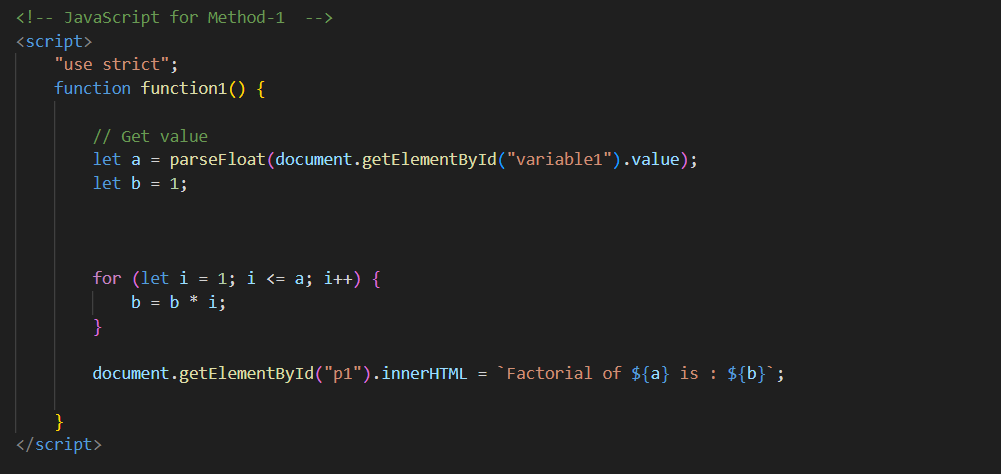 <!-- JavaScript for Method-1  -->
<script>
    "use strict";
    function function1() {
        // Get value
        let a = parseFloat(document.getElementById("variable1").value);
        let b = 1;
        for (let i = 1; i <= a; i++) {
            b = b * i;
        }
        document.getElementById("p1").innerHTML = `Factorial of ${a} is : ${b}`;
    }
</script>